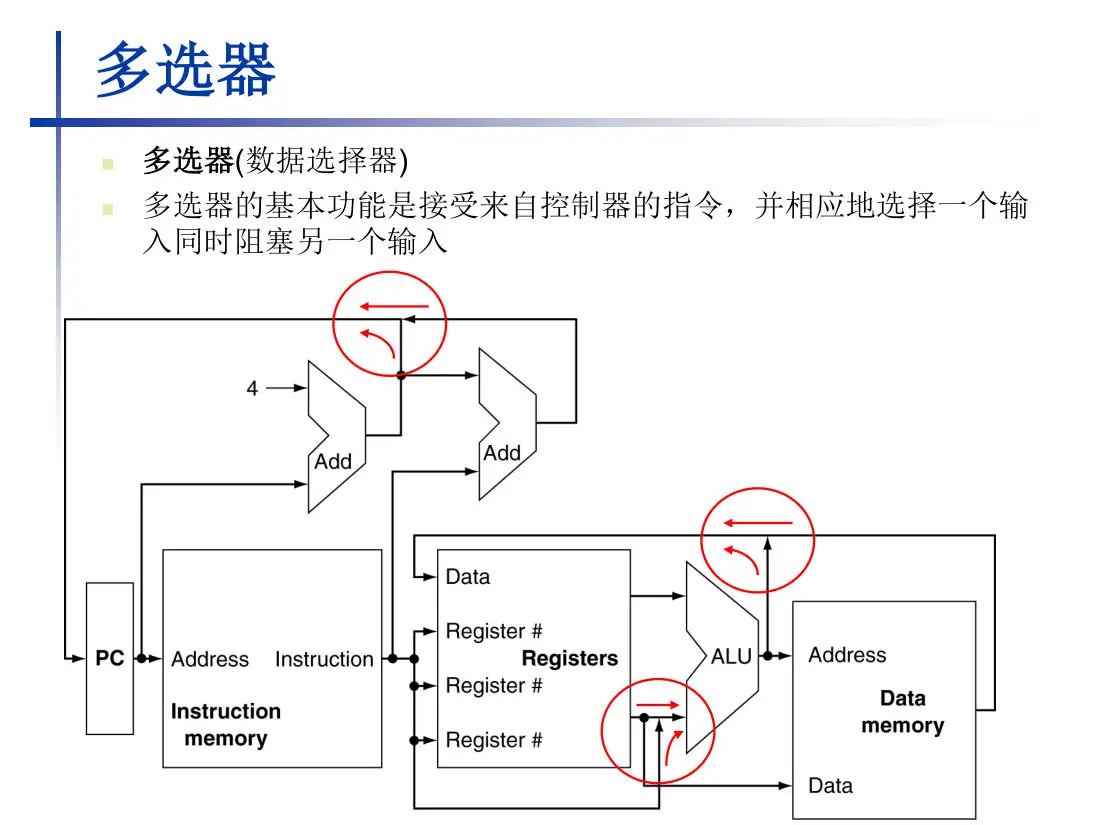 多选器
多选器(数据选择器)
多选器的基本功能是接受来自控制器的指令，并相应地选择一个输
入同时阻塞另一个输入
4
Add
Add
Data
Register #
PC
Address
Instruction
Registers
ALU
Address
Register #
Instruction
memory
Data
memory
Register #
Data